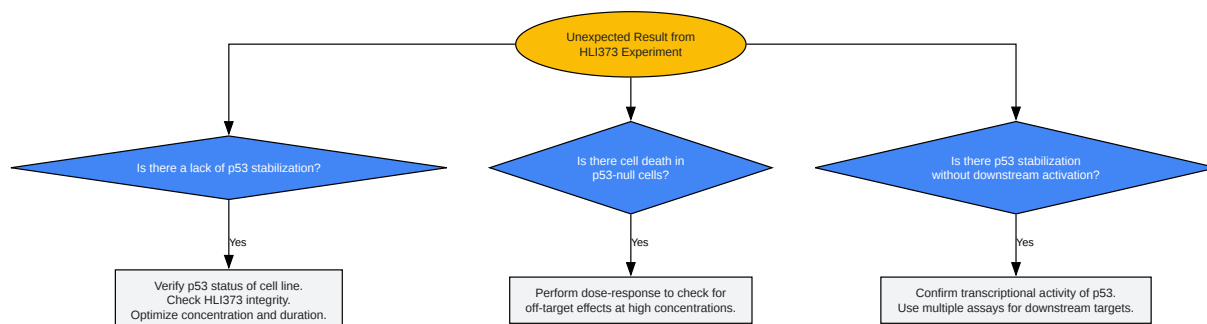 Unexpected Result from
HLI373 Experiment
Is there a lack of p53 stabilization?
Is there cell death in
p53-null cells?
Is there p53 stabilization
without downstream activation?
Yes
Yes
Yes
Verify p53 status of cell line.
Check HLI373 integrity.
Optimize concentration and duration.
Perform dose-response to check for
off-target effects at high concentrations.
Confirm transcriptional activity of p53.
Use multiple assays for downstream targets.